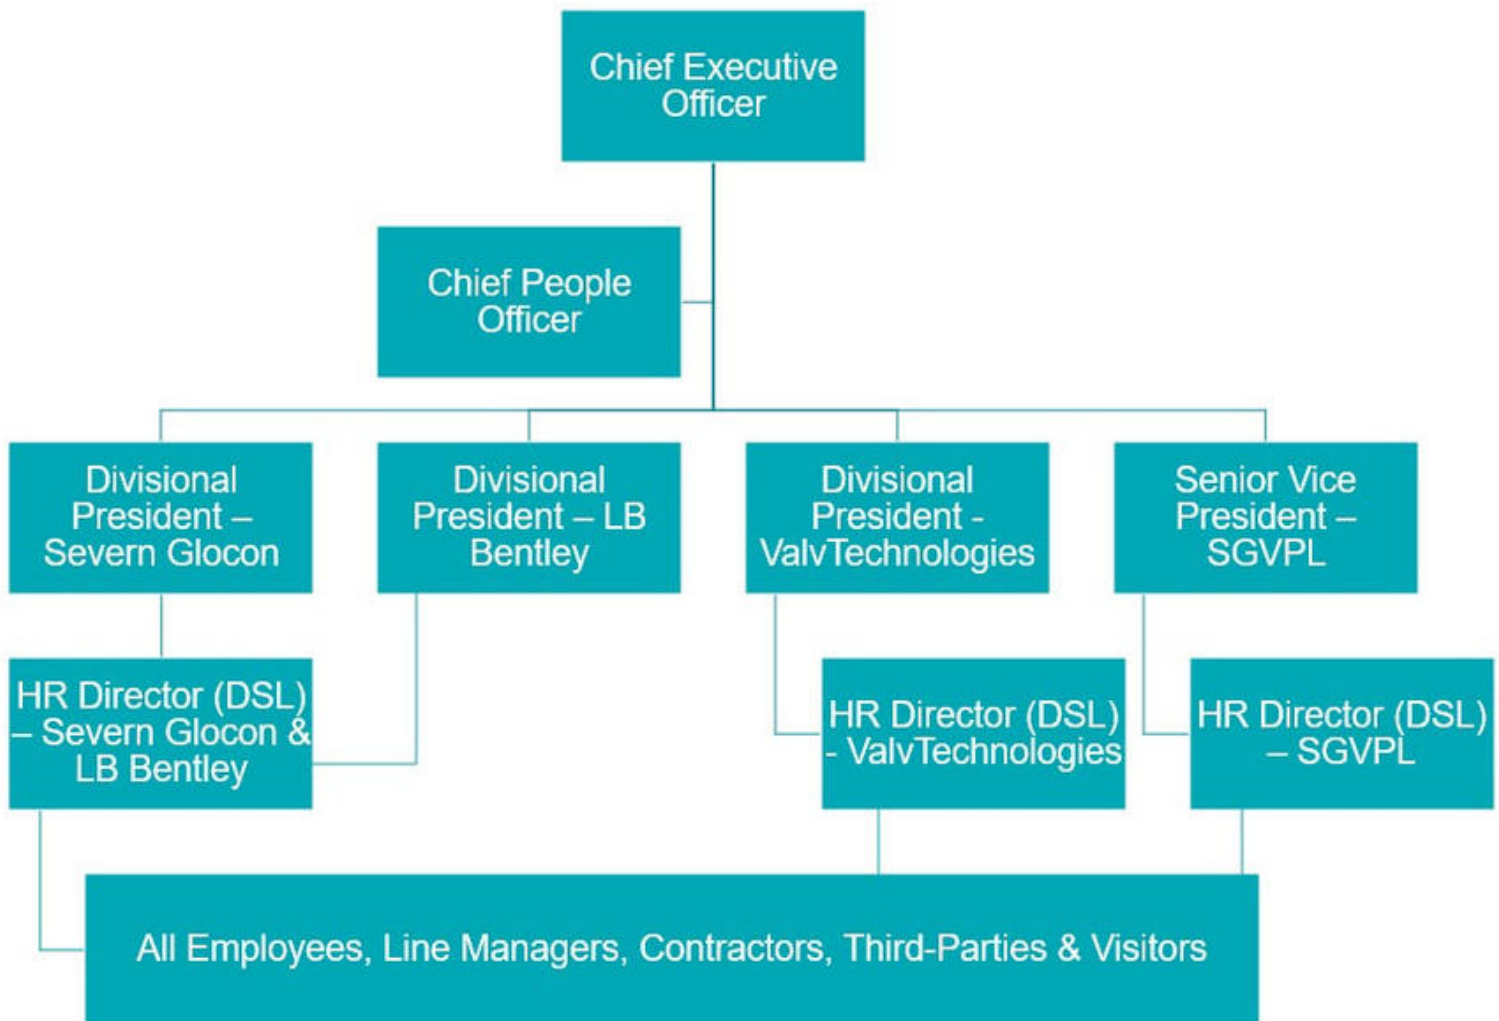 Chief Executive
Officer
Chief People
Officer
Divisional
President –
Severn Glocon
Divisional
President – LB
Bentley
Divisional
President -
ValvTechnologies
Senior Vice
President –
SGVPL
HR Director (DSL)
– Severn Glocon &
LB Bentley
HR Director (DSL)
- ValvTechnologies
HR Director (DSL)
– SGVPL
All Employees, Line Managers, Contractors, Third-Parties & Visitors